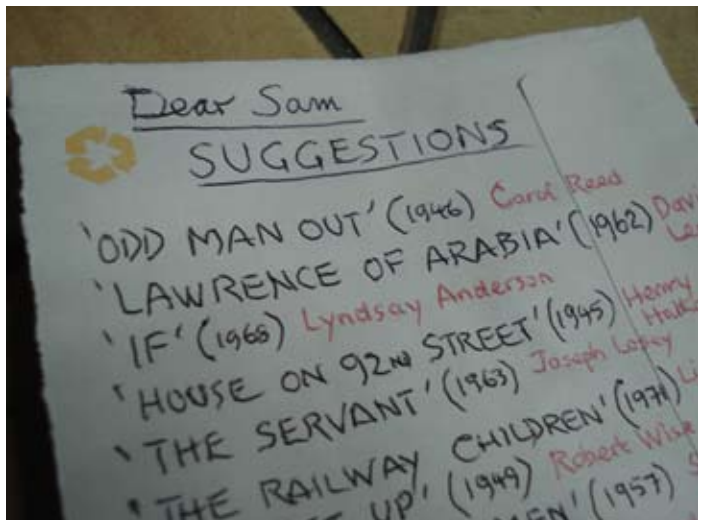 Dear Sam
SUGGESTIONS
'ODD MAN OUT' (1946) Carol Reed
'LAWRENCE OF ARABIA' (1962)
'IF' (1968) Lyndsay Anderson
'HOUSE ON 92ND STREET' (1945) Henry
'THE SERVANT' (1963) Joseph Losey
'THE RAILWAY CHILDREN' (1971)
UP' (1949) Robert Wise
(1957)